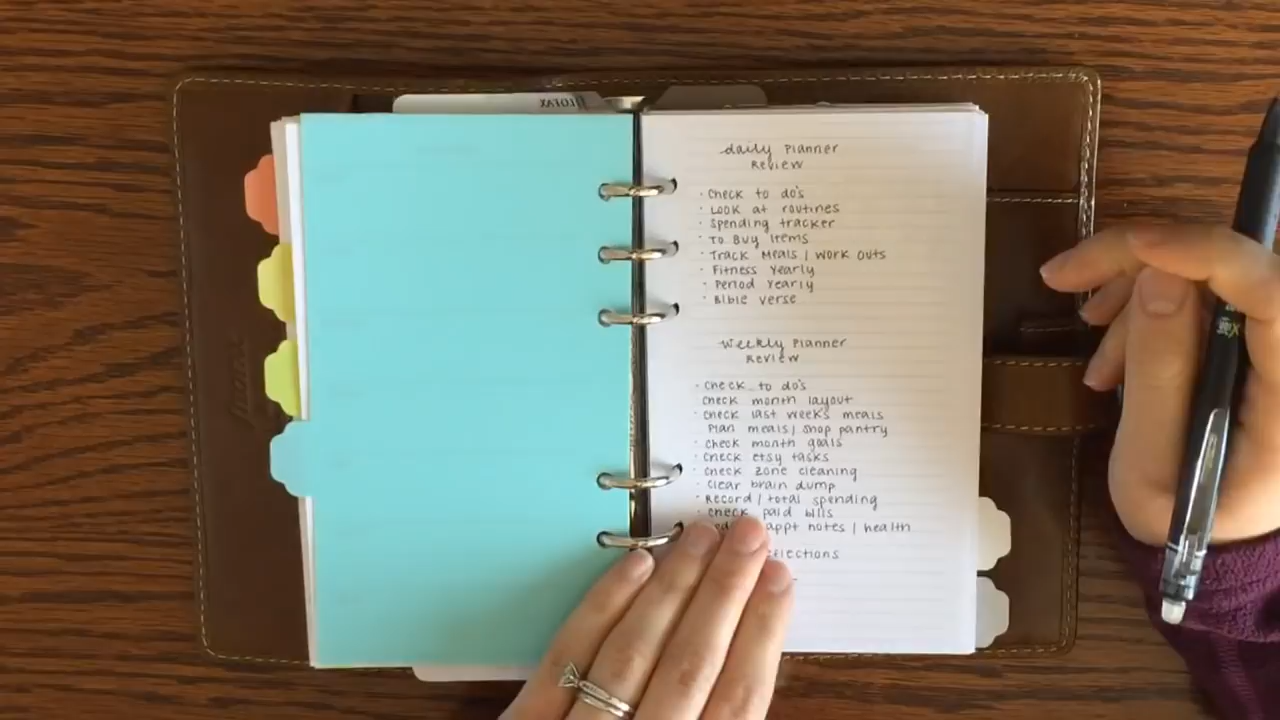 daily Planner
Review
· Check to do's
· Look at routines
· Spending tracker
· To Buy Items
· Track Meals / Work outs
· Fitness Yearly
· Period Yearly
· Bible verse
Weekly Planner
Review
· Check to do's
Check month layout
· Check last week's meals
Plan meals / shop pantry
· Check month goals
· Check etsy tasks
· Check zone cleaning
· Clear brain dump
· Record / total spending
· Check paid bills
appt notes / health
FILOFAX